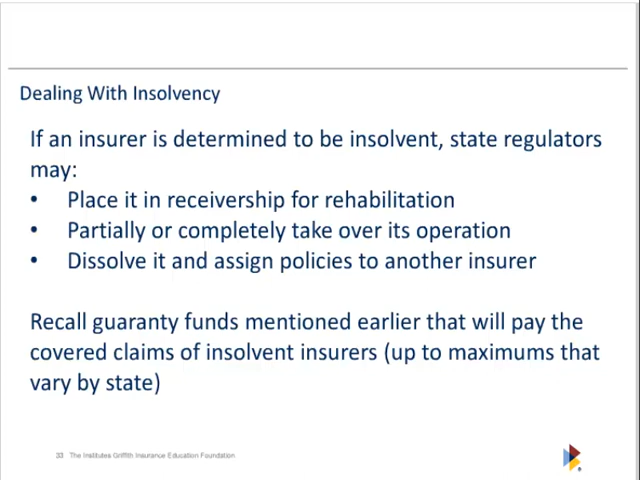 Dealing With Insolvency
If an insurer is determined to be insolvent, state regulators
may:
• Place it in receivership for rehabilitation
• Partially or completely take over its operation
• Dissolve it and assign policies to another insurer
Recall guaranty funds mentioned earlier that will pay the
covered claims of insolvent insurers (up to maximums that
vary by state)
33 The Institutes Griffith Insurance Education Foundation